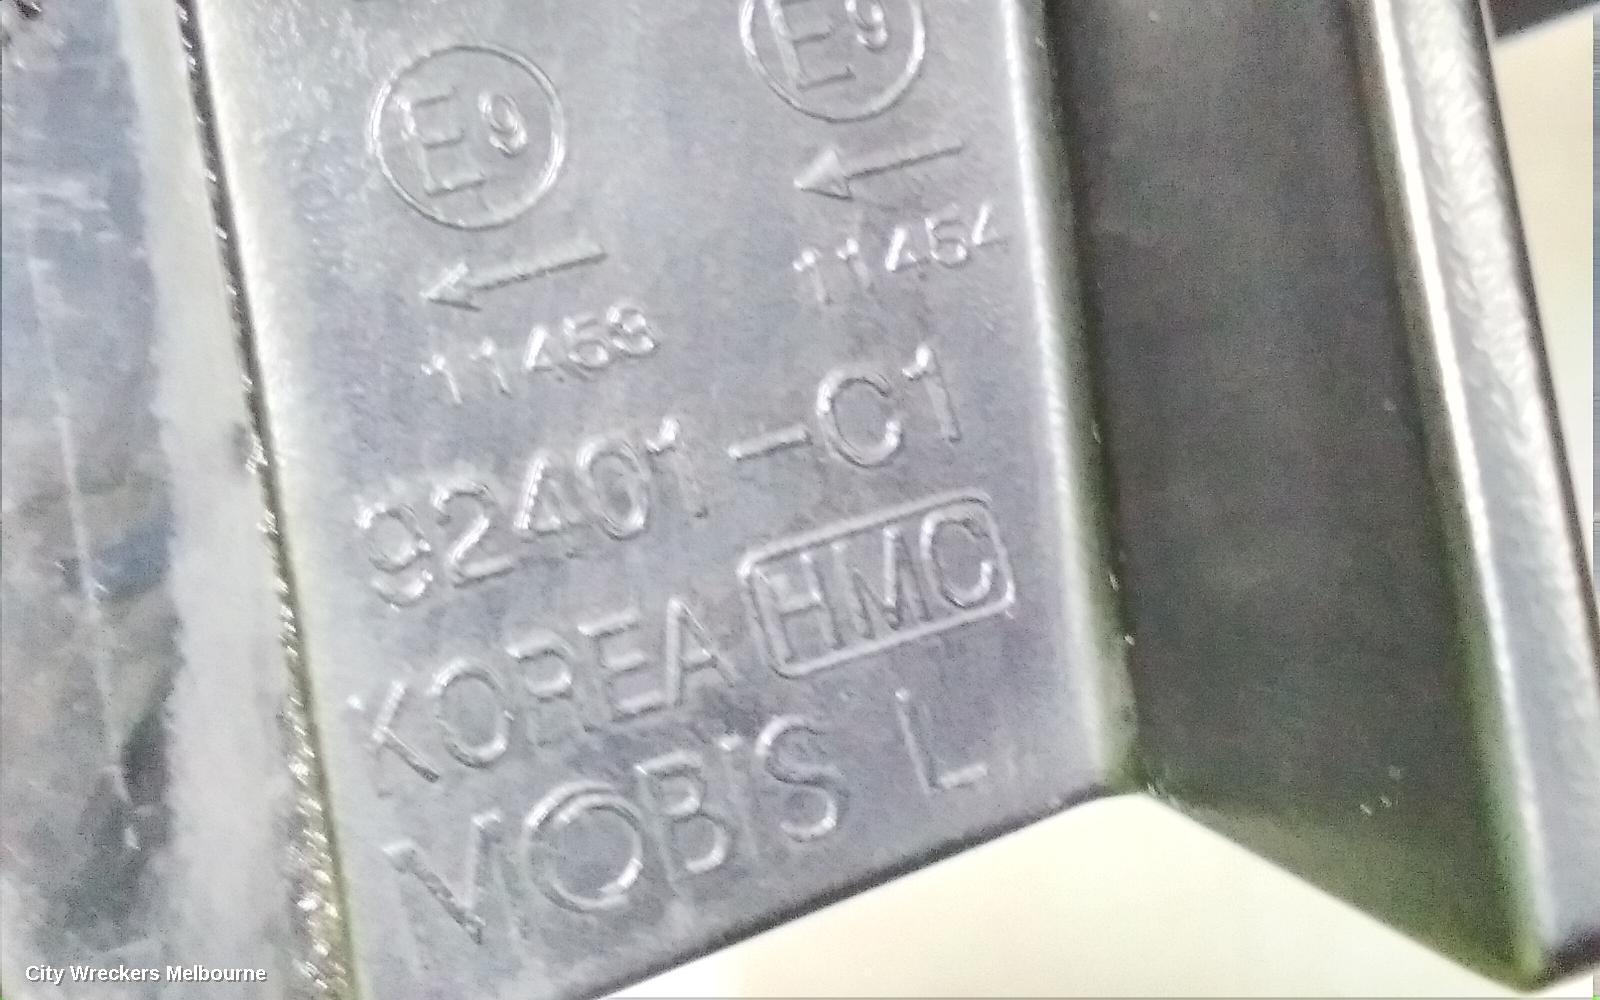 E9 E9
11453 11454
92401-C1
KOREA HMC
MOBIS L
City Wreckers Melbourne